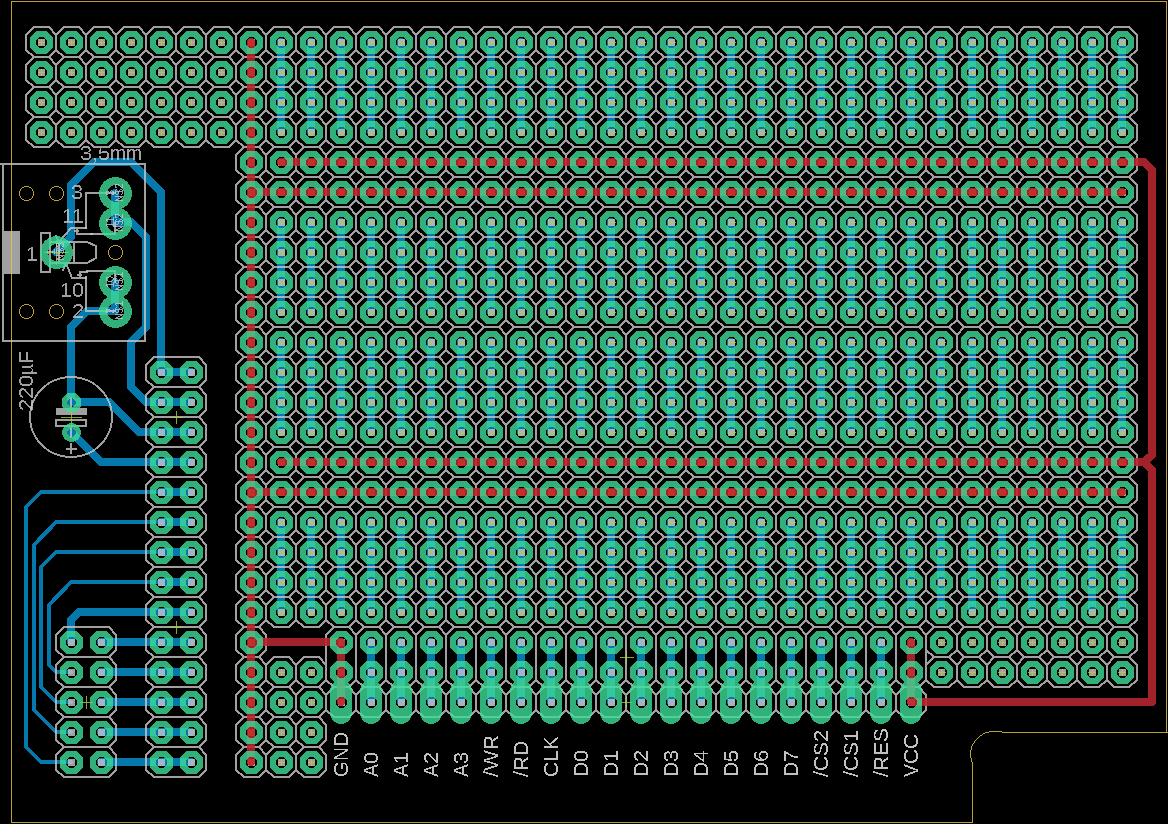 3.5mm
3
11
1
10
2
220µF
+
GND
A0
A1
A2
A3
/WR
/RD
CLK
D0
D1
D2
D3
D4
D5
D6
D7
/CS2
/CS1
/RES
VCC